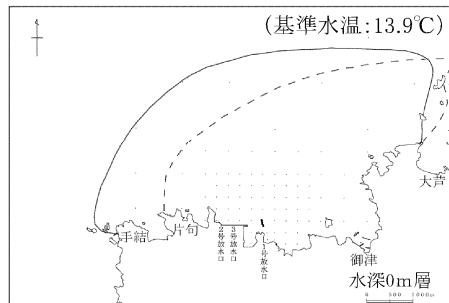 (基準水温:13.9℃)
大芦
手結
片句
2号放水口
3号放水口
1号放水口
御津
水深0m層
0 500 1000m